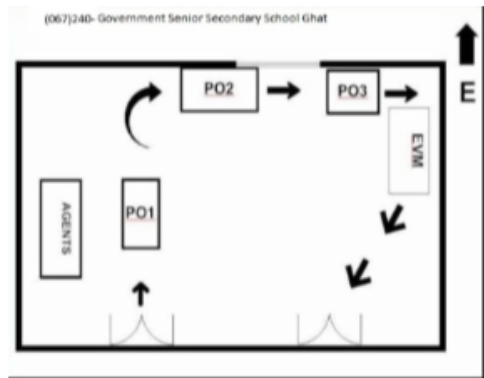 (067)240- Government Senior Secondary School Ghat
E
PO2
PO3
EVM
AGENTS
PO1